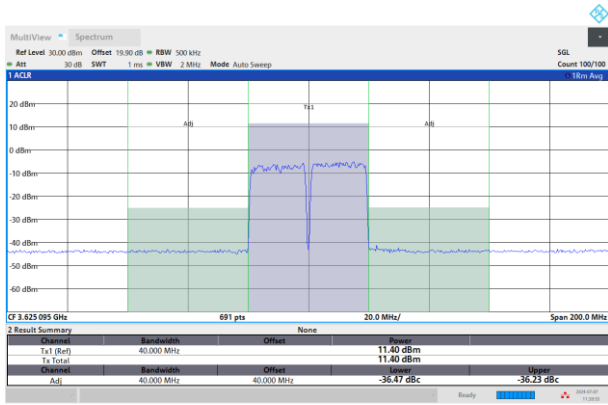 MultiView Spectrum
Ref Level 30.00 dBm Offset 19.90 dB RBW 500 kHz SGL
Att 30 dB SWT 1 ms VBW 2 MHz Mode Auto Sweep Count 100/100
1 ACLR 1Rm Avg
20 dBm
Tx1
10 dBm Adj Adj
0 dBm
-10 dBm
-20 dBm
-30 dBm
-40 dBm
-50 dBm
-60 dBm
CF 3.625 095 GHz 691 pts 20.0 MHz/ Span 200.0 MHz
2 Result Summary None
Channel Bandwidth Offset Power
Tx1 (Ref) 40.000 MHz 11.40 dBm
Tx Total 11.40 dBm
Channel Bandwidth Offset Lower Upper
Adj 40.000 MHz 40.000 MHz -36.47 dBc -36.23 dBc
Ready